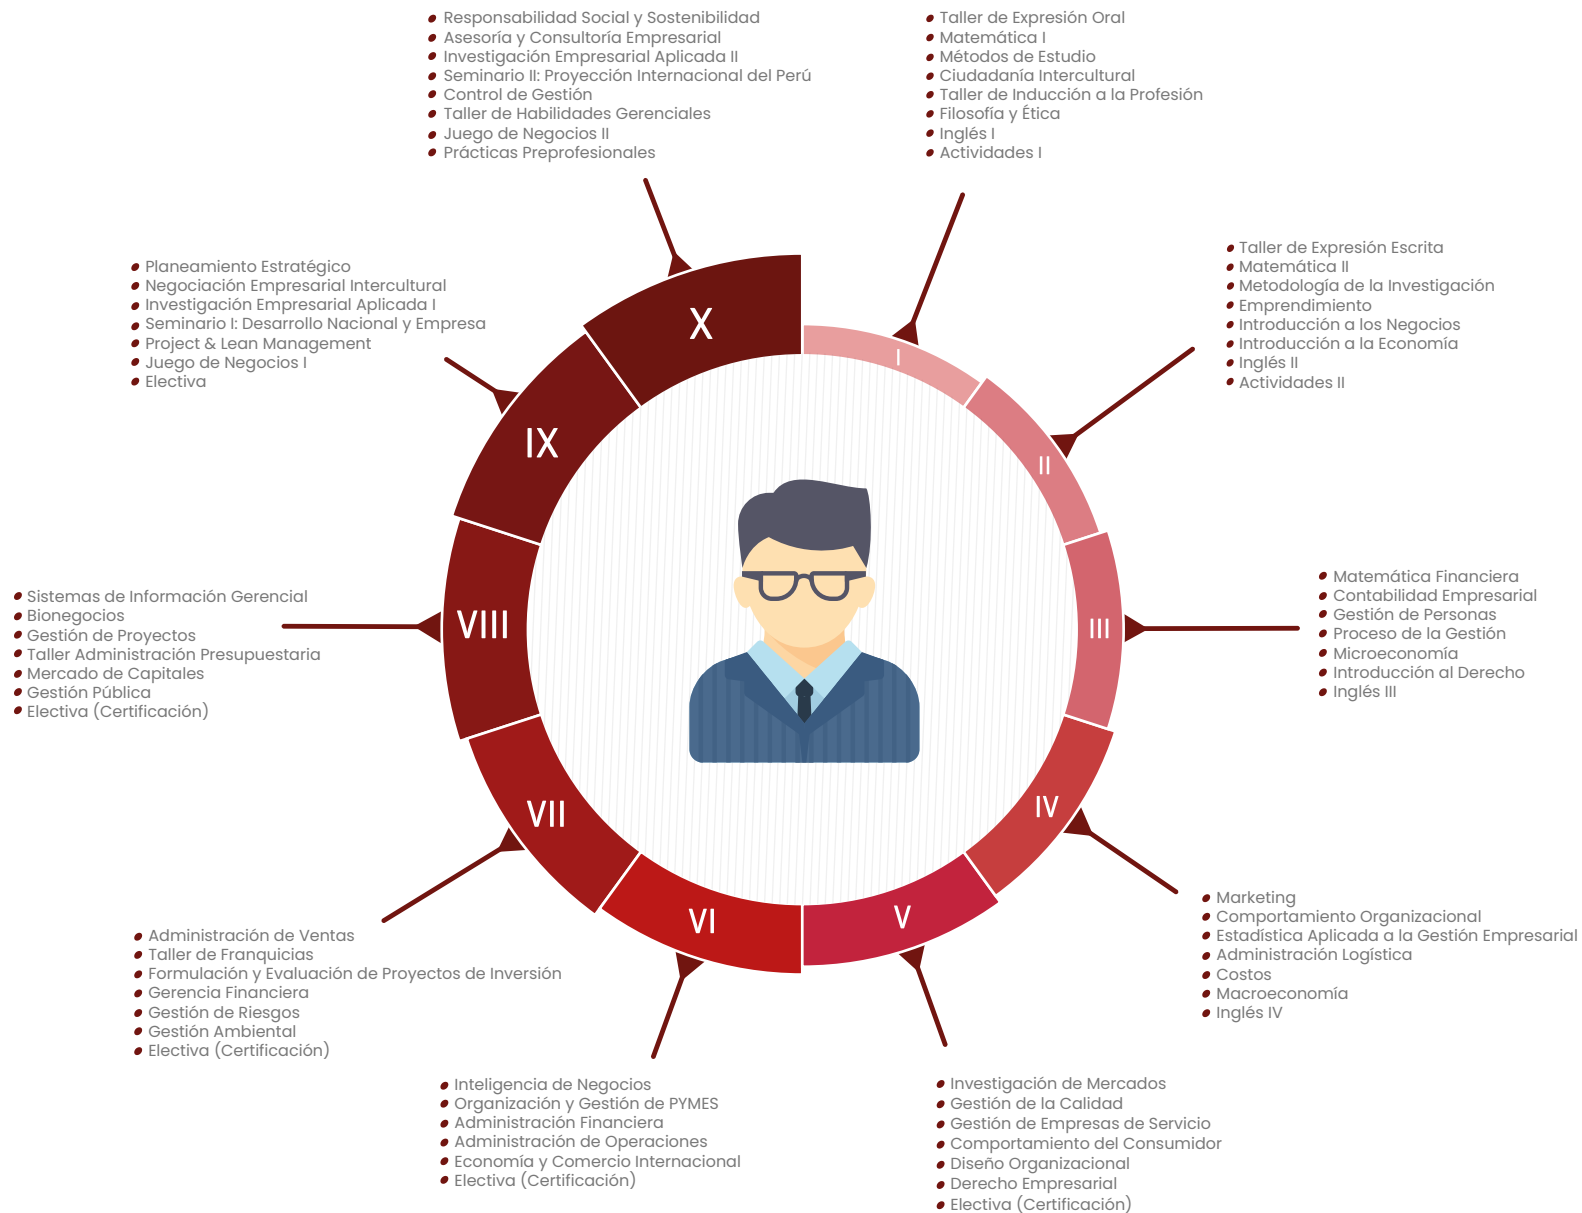 Responsabilidad Social y Sostenibilidad
Asesoría y Consultoría Empresarial
Investigación Empresarial Aplicada II
Seminario II: Proyección Internacional del Perú
Control de Gestión
Taller de Habilidades Gerenciales
Juego de Negocios II
Prácticas Preprofesionales
Taller de Expresión Oral
Matemática I
Métodos de Estudio
Ciudadanía Intercultural
Taller de Inducción a la Profesión
Filosofía y Ética
Inglés I
Actividades I
Taller de Expresión Escrita
Matemática II
Metodología de la Investigación
Emprendimiento
Introducción a los Negocios
Introducción a la Economía
Inglés II
Actividades II
Planeamiento Estratégico
Negociación Empresarial Intercultural
Investigación Empresarial Aplicada I
Seminario I: Desarrollo Nacional y Empresa
Project & Lean Management
Juego de Negocios I
Electiva
X
I
IX
II
Sistemas de Información Gerencial
Bionegocios
Gestión de Proyectos
Taller Administración Presupuestaria
Mercado de Capitales
Gestión Pública
Electiva (Certificación)
VIII
III
Matemática Financiera
Contabilidad Empresarial
Gestión de Personas
Proceso de la Gestión
Microeconomía
Introducción al Derecho
Inglés III
VII
IV
VI
V
Marketing
Comportamiento Organizacional
Estadística Aplicada a la Gestión Empresarial
Administración Logística
Costos
Macroeconomía
Inglés IV
Administración de Ventas
Taller de Franquicias
Formulación y Evaluación de Proyectos de Inversión
Gerencia Financiera
Gestión de Riesgos
Gestión Ambiental
Electiva (Certificación)
Inteligencia de Negocios
Organización y Gestión de PYMES
Administración Financiera
Administración de Operaciones
Economía y Comercio Internacional
Electiva (Certificación)
Investigación de Mercados
Gestión de la Calidad
Gestión de Empresas de Servicio
Comportamiento del Consumidor
Diseño Organizacional
Derecho Empresarial
Electiva (Certificación)